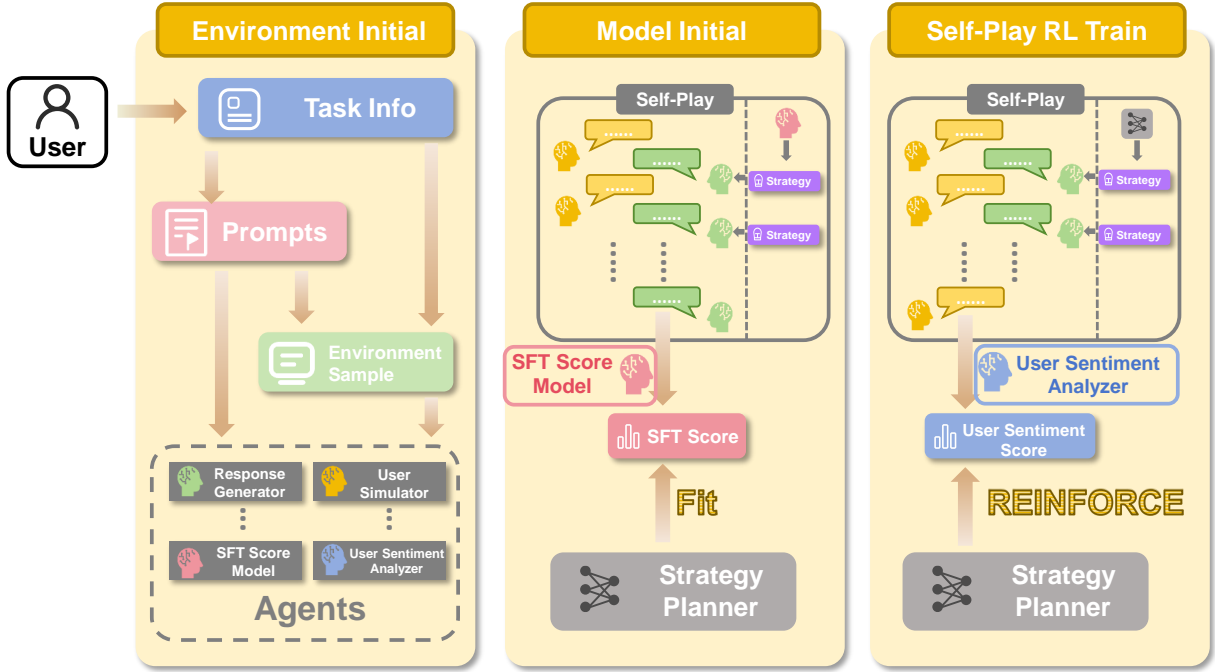 Environment Initial
User
Task Info
Prompts
Environment
Sample
Response
Generator
User
Simulator
SFT Score
Model
User Sentiment
Analyzer
Agents
Model Initial
Self-Play
......
......
Strategy
......
......
Strategy
......
SFT Score
Model
SFT Score
Fit
Strategy
Planner
Self-Play RL Train
Self-Play
......
......
Strategy
......
......
Strategy
......
User Sentiment
Analyzer
User Sentiment
Score
REINFORCE
Strategy
Planner